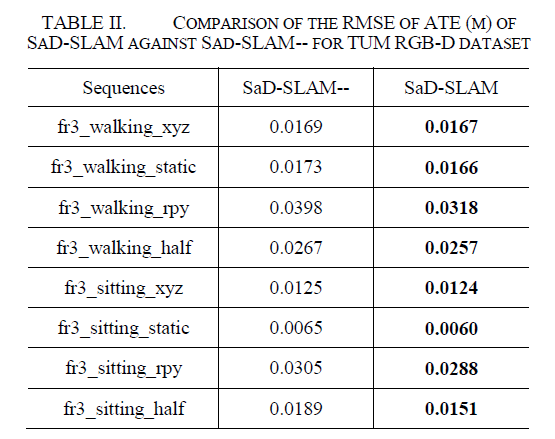 TABLE II. COMPARISON OF THE RMSE OF ATE (M) OF
SAD-SLAM AGAINST SAD-SLAM-- FOR TUM RGB-D DATASET
Sequences SaD-SLAM-- SaD-SLAM
fr3_walking_xyz 0.0169 0.0167
fr3_walking_static 0.0173 0.0166
fr3_walking_rpy 0.0398 0.0318
fr3_walking_half 0.0267 0.0257
fr3_sitting_xyz 0.0125 0.0124
fr3_sitting_static 0.0065 0.0060
fr3_sitting_rpy 0.0305 0.0288
fr3_sitting_half 0.0189 0.0151